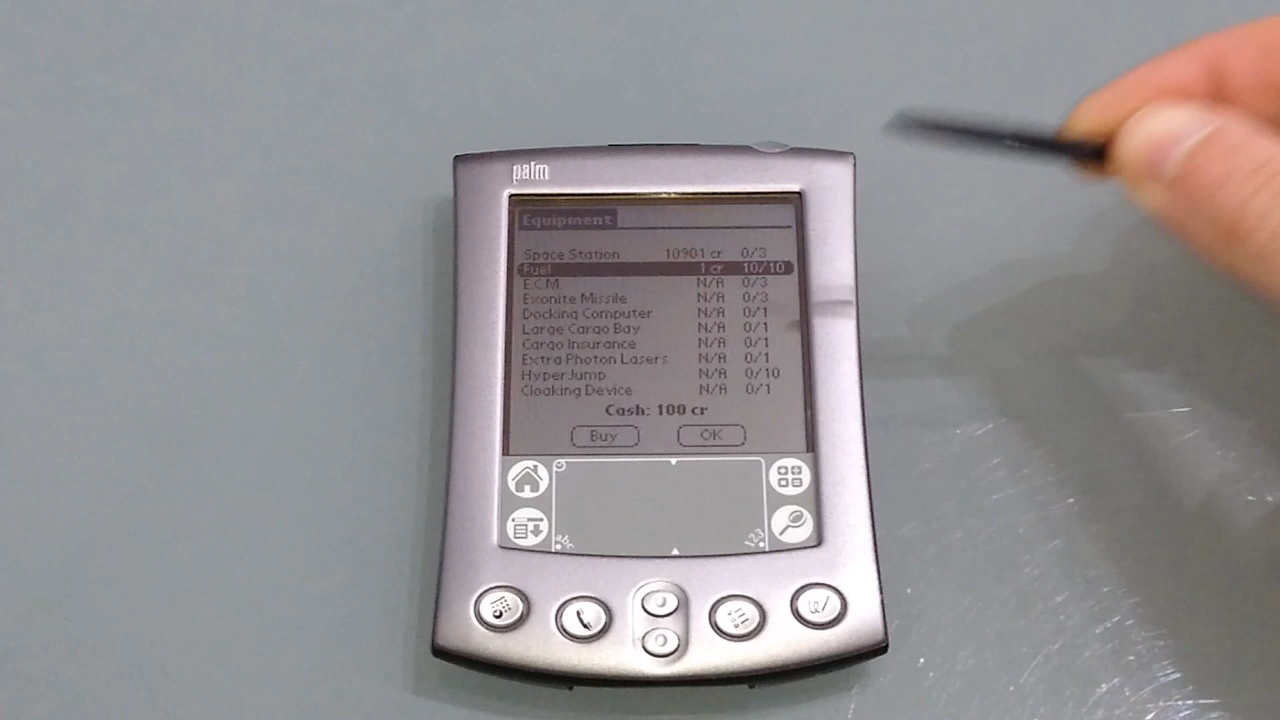 palm
Equipment
Space Station 10901 cr 0/3
Fuel 1 cr 10/10
E.C.M. N/A 0/3
Exonite Missile N/A 0/3
Docking Computer N/A 0/1
Large Cargo Bay N/A 0/1
Cargo Insurance N/A 0/1
Extra Photon Lasers N/A 0/1
HyperJump N/A 0/10
Cloaking Device N/A 0/1
Cash: 100 cr
Buy OK
abc 123